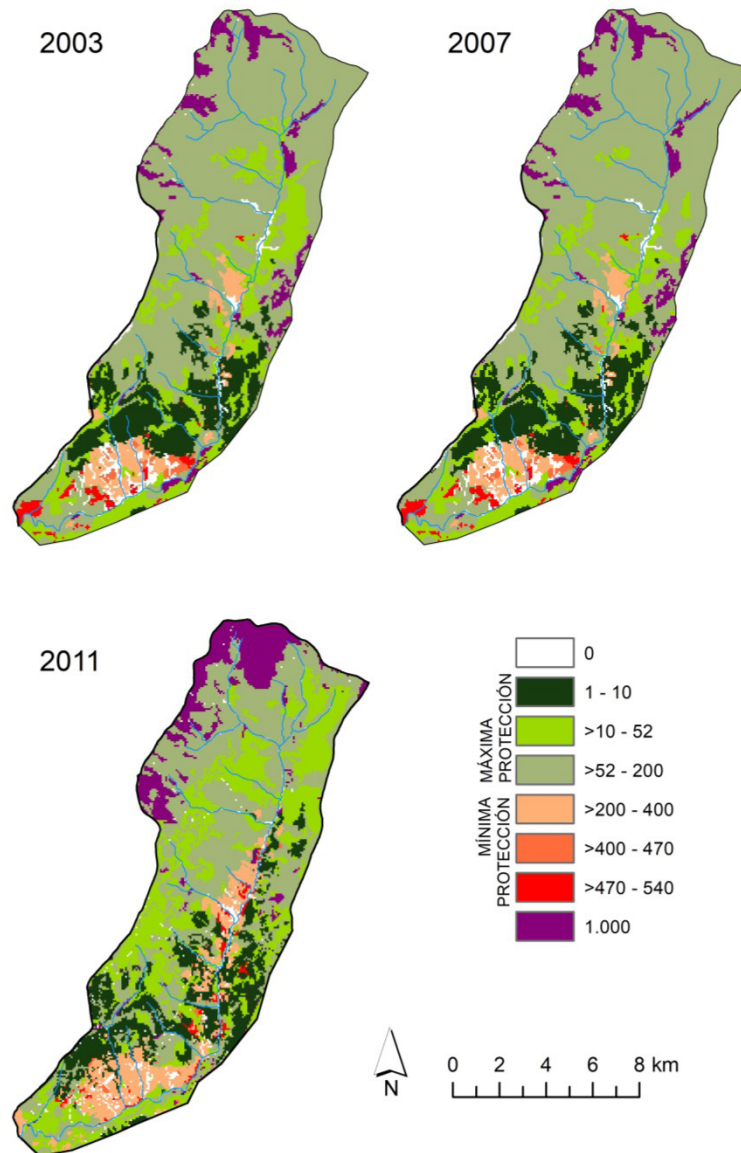 2003
2007
2011
MÁXIMA
PROTECCIÓN
MÍNIMA
PROTECCIÓN
0
1 - 10
>10 - 52
>52 - 200
>200 - 400
>400 - 470
>470 - 540
1.000
N
0 2 4 6 8 km